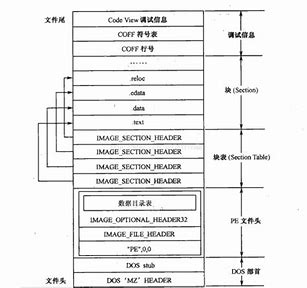 文件尾
Code View 调试信息
COFF 符号表
COFF 行号
调试信息
......
.reloc
.edata
.data
.text
块 (Section)
IMAGE_SECTION_HEADER
IMAGE_SECTION_HEADER
IMAGE_SECTION_HEADER
IMAGE_SECTION_HEADER
块表 (Section Table)
数据目录表
IMAGE_OPTIONAL_HEADER32
IMAGE_FILE_HEADER
"PE",0,0
PE 文件头
DOS stub
DOS 'MZ' HEADER
DOS 部首
文件头